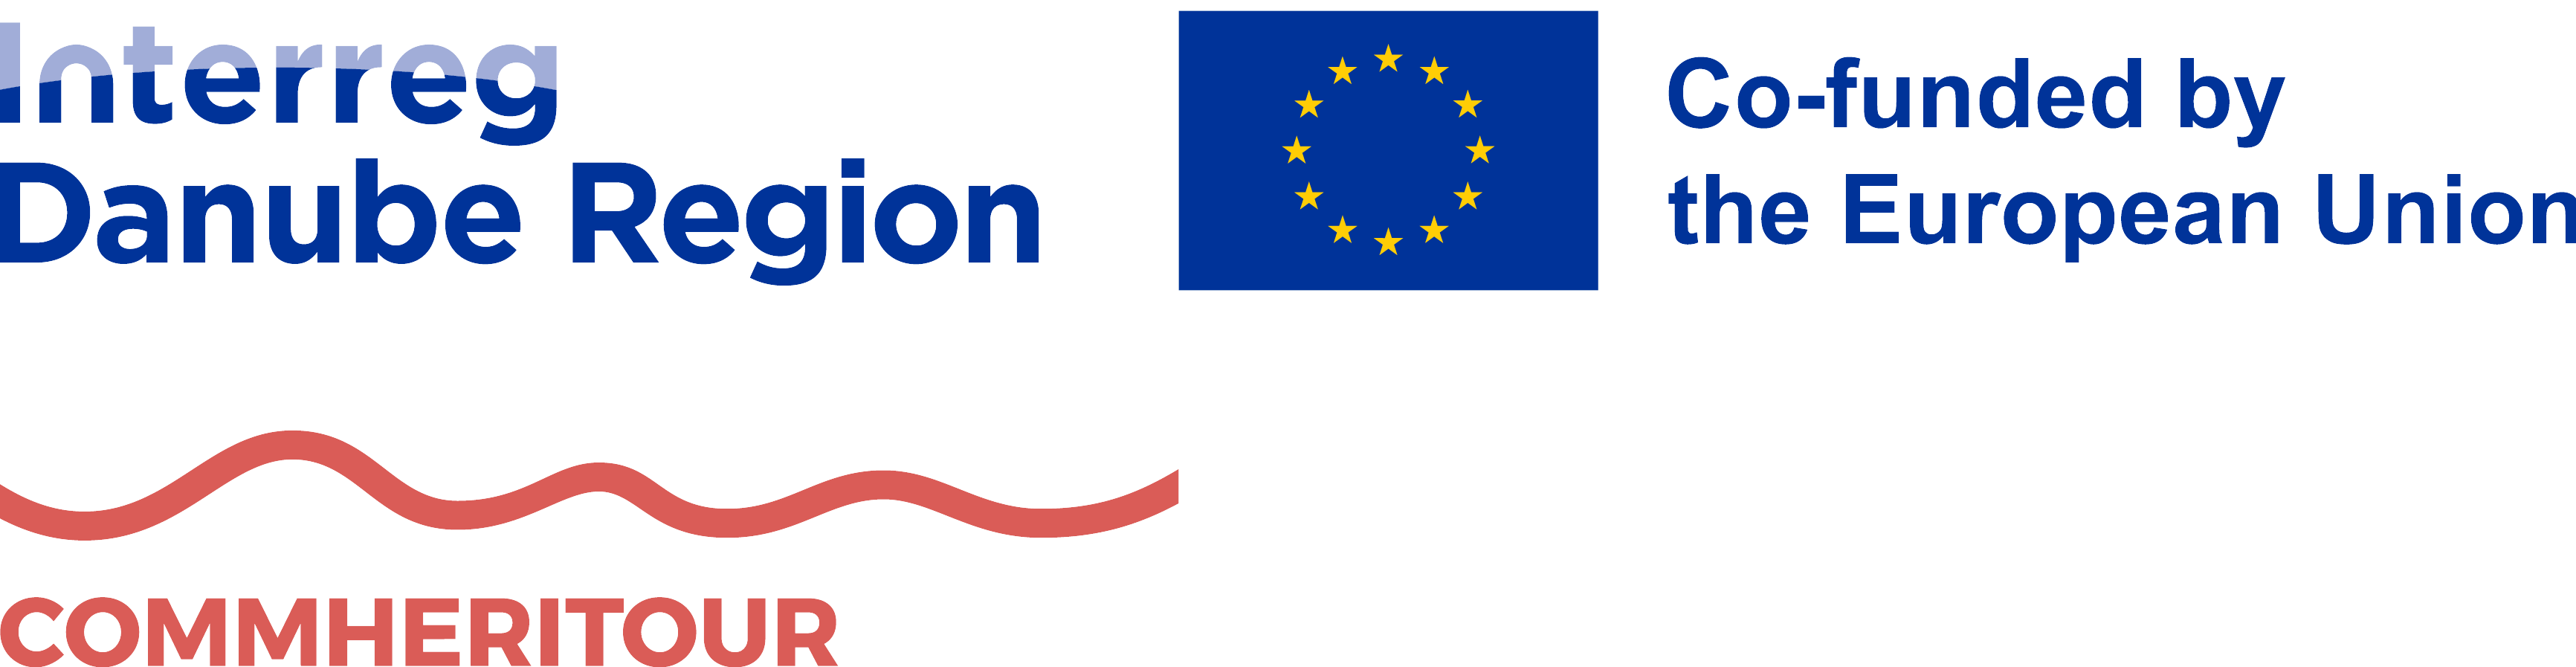 Interreg
Danube Region
Co-funded by
the European Union
COMMHERITOUR